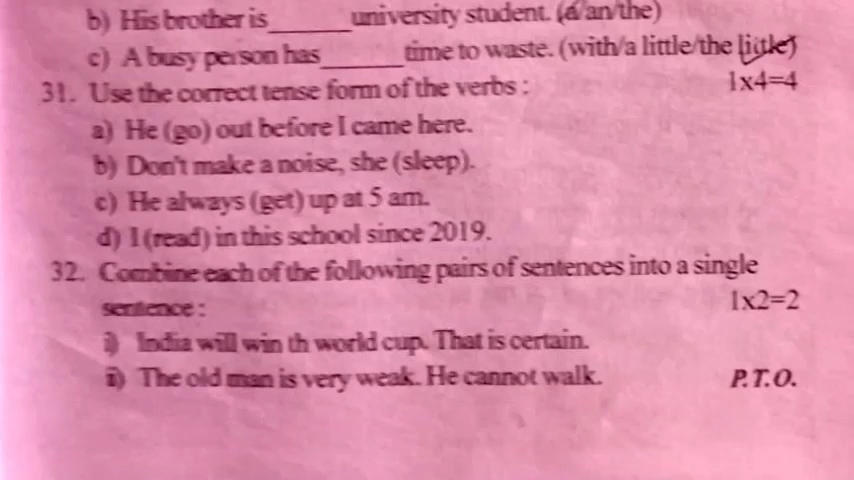 b) His brother is______university student. (a/an/the)
c) A busy person has______time to waste. (with/a little/the little)
31. Use the correct tense form of the verbs : 1x4=4
a) He (go) out before I came here.
b) Don't make a noise, she (sleep).
c) He always (get) up at 5 am.
d) I (read) in this school since 2019.
32. Combine each of the following pairs of sentences into a single
sentence : 1x2=2
i) India will win th world cup. That is certain.
ii) The old man is very weak. He cannot walk.
P.T.O.